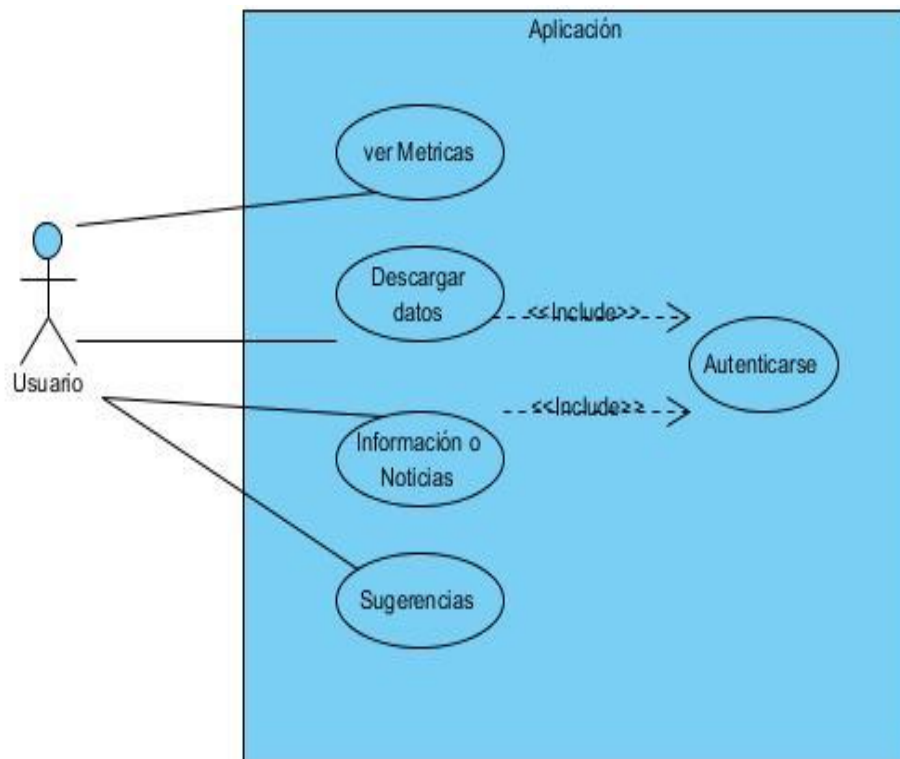 Aplicación
ver Metricas
Descargar
datos
<<Include>>
Autenticarse
Usuario
<<Include>>
Información o
Noticias
Sugerencias